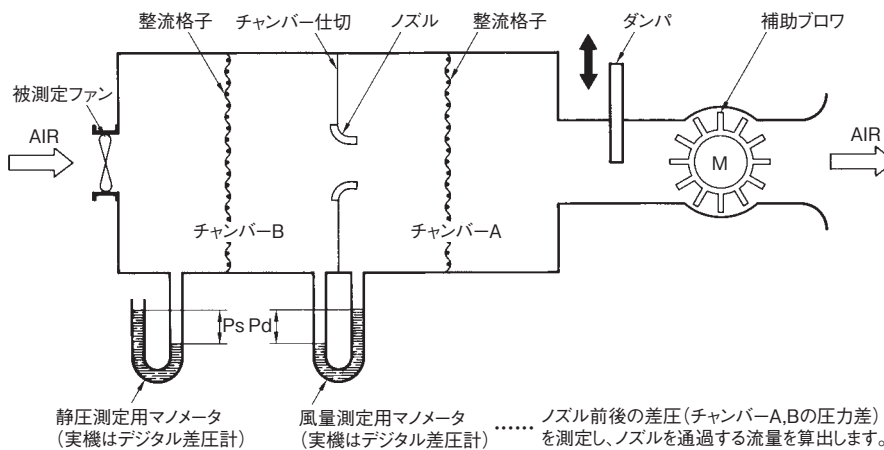 整流格子
チャンバー仕切
ノズル
整流格子
ダンパ
補助ブロワ
被測定ファン
AIR
AIR
M
チャンバーB
チャンバーA
Ps Pd
静圧測定用マノメータ
(実機はデジタル差圧計)
風量測定用マノメータ
(実機はデジタル差圧計)
…… ノズル前後の差圧(チャンバーA,Bの圧力差)
を測定し、ノズルを通過する流量を算出します。